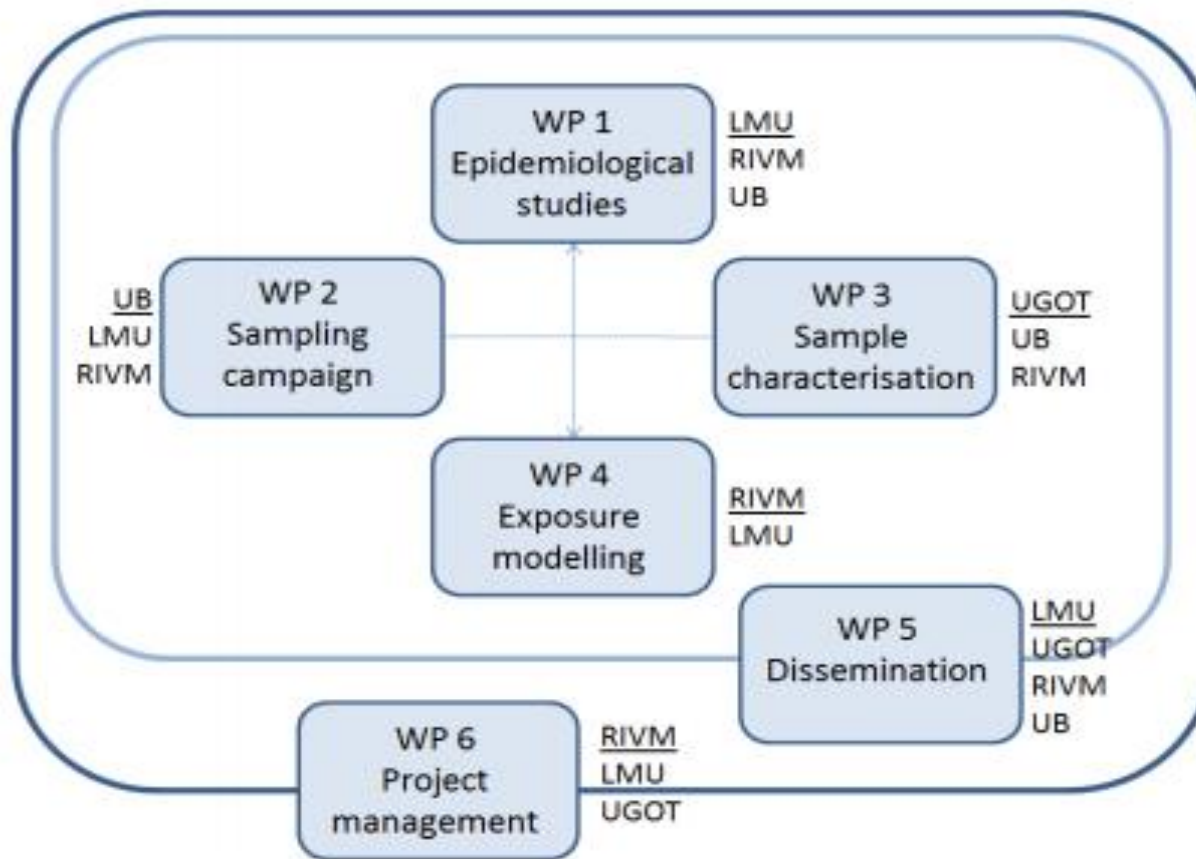 WP 1
Epidemiological
studies
LMU
RIVM
UB
UB
LMU
RIVM
WP 2
Sampling
campaign
WP 3
Sample
characterisation
UGOT
UB
RIVM
WP 4
Exposure
modelling
RIVM
LMU
WP 5
Dissemination
LMU
UGOT
RIVM
UB
WP 6
Project
management
RIVM
LMU
UGOT